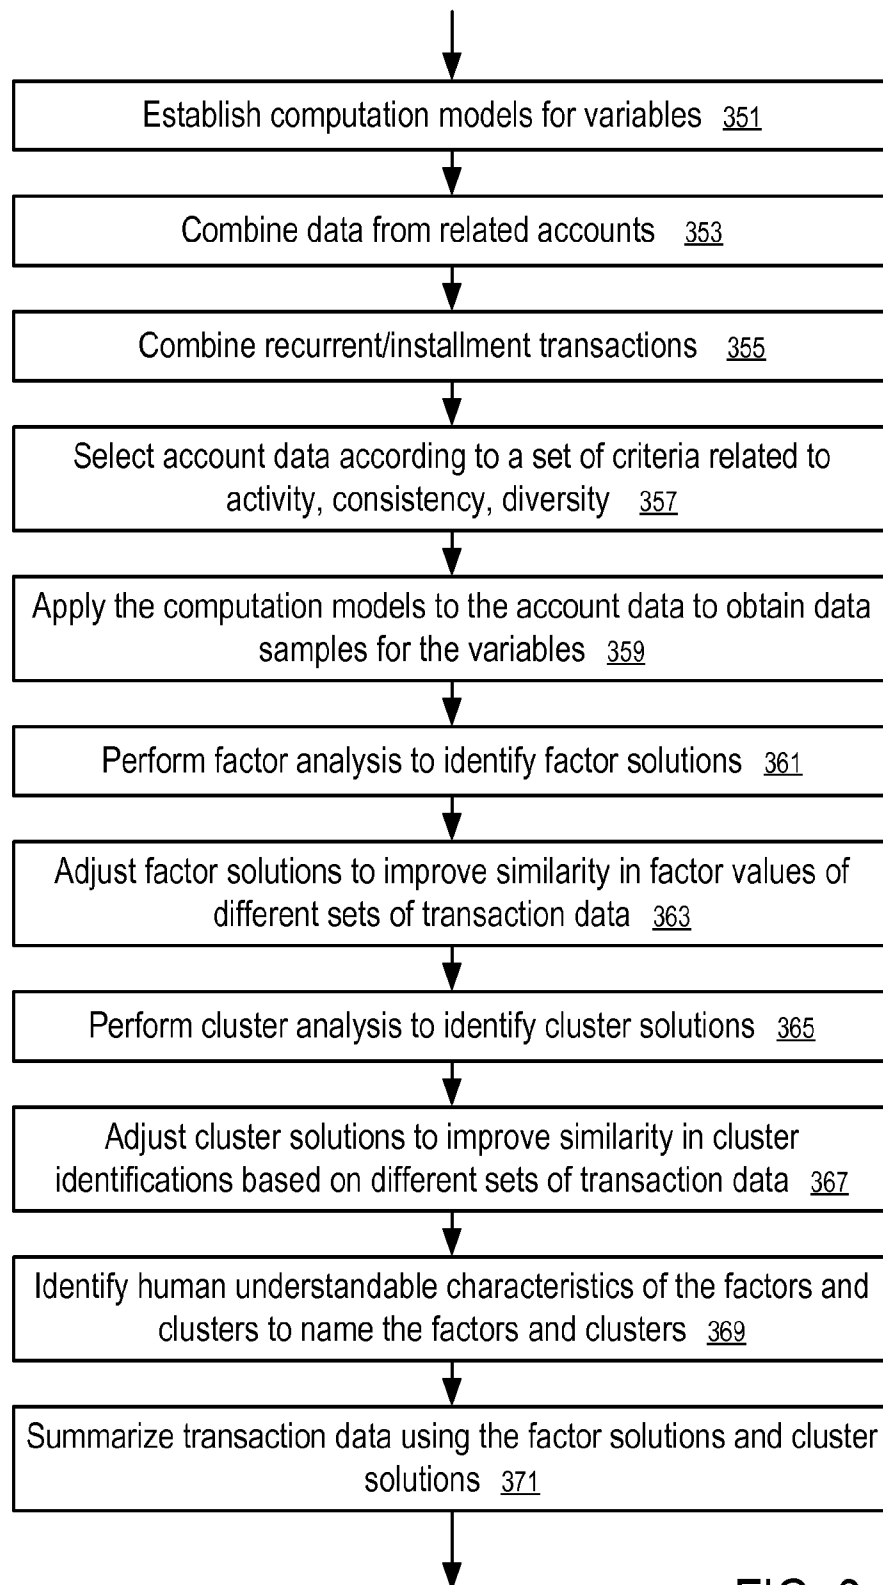 Establish computation models for variables 351
Combine data from related accounts 353
Combine recurrent/installment transactions 355
Select account data according to a set of criteria related to
activity, consistency, diversity 357
Apply the computation models to the account data to obtain data
samples for the variables 359
Perform factor analysis to identify factor solutions 361
Adjust factor solutions to improve similarity in factor values of
different sets of transaction data 363
Perform cluster analysis to identify cluster solutions 365
Adjust cluster solutions to improve similarity in cluster
identifications based on different sets of transaction data 367
Identify human understandable characteristics of the factors and
clusters to name the factors and clusters 369
Summarize transaction data using the factor solutions and cluster
solutions 371
FIG.